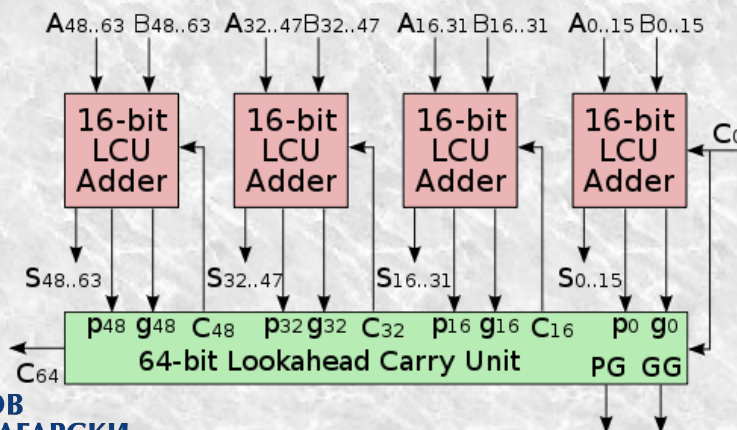 A48..63 B48..63 A32..47B32..47 A16.31 B16..31 A0..15 B0..15
16-bit LCU Adder
16-bit LCU Adder
16-bit LCU Adder
16-bit LCU Adder
C0
S48..63 S32..47 S16..31 S0..15
p48 g48 C48 p32 g32 C32 p16 g16 C16 p0 g0
64-bit Lookahead Carry Unit
PG GG
C64